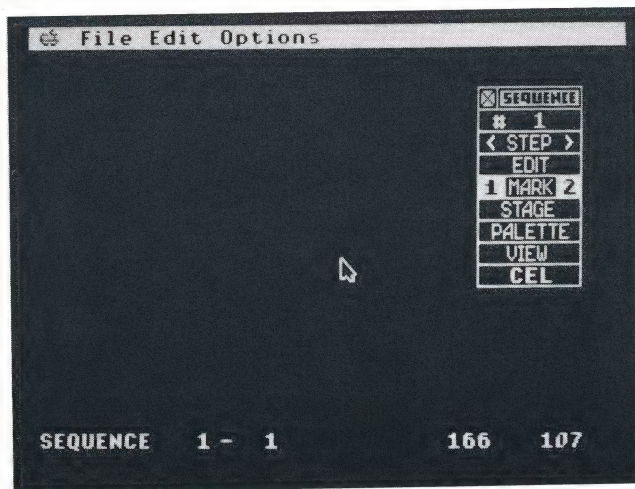 File Edit Options
SEQUENCE
# 1
< STEP >
EDIT
1 MARK 2
STAGE
PALETTE
VIEW
CEL
SEQUENCE 1 - 1 166 107